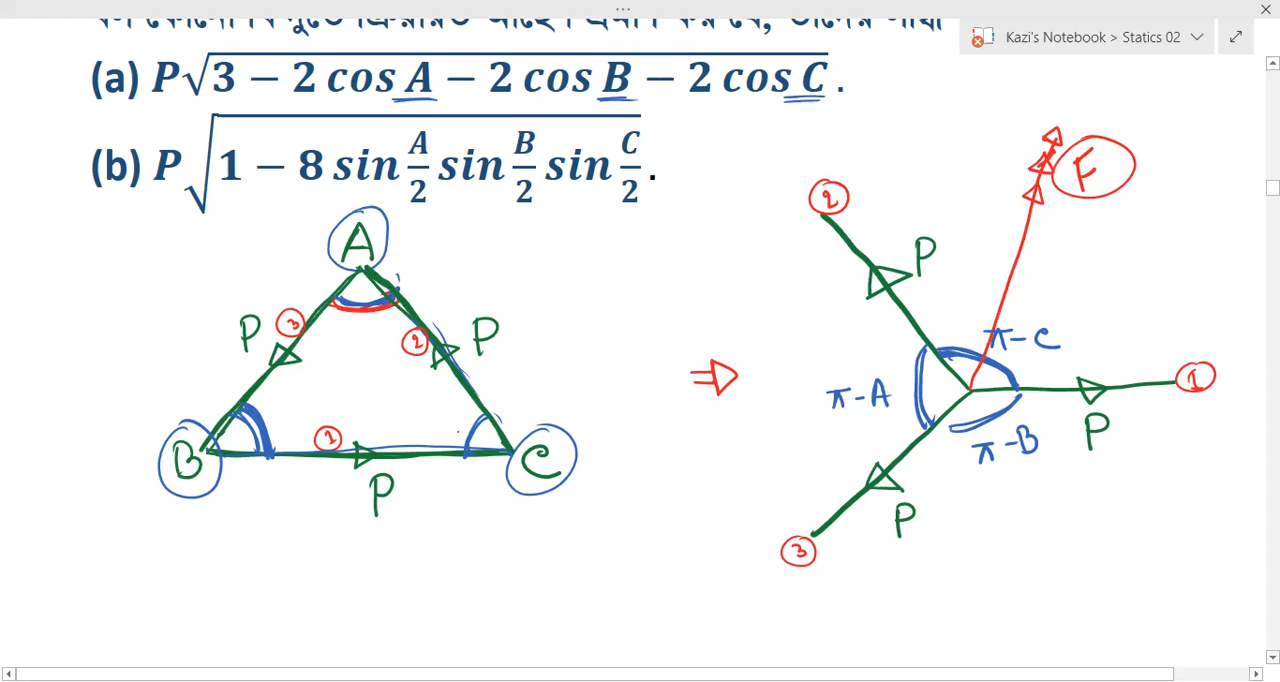 Kazi's Notebook > Statics 02
(a) P√3 − 2 cos A − 2 cos B − 2 cos C .
(b) P√1 − 8 sin A/2 sin B/2 sin C/2 .
A
P 3
2 P
B
1
C
P
F
2
P
π-C
π-A
1
π-B
P
P
3